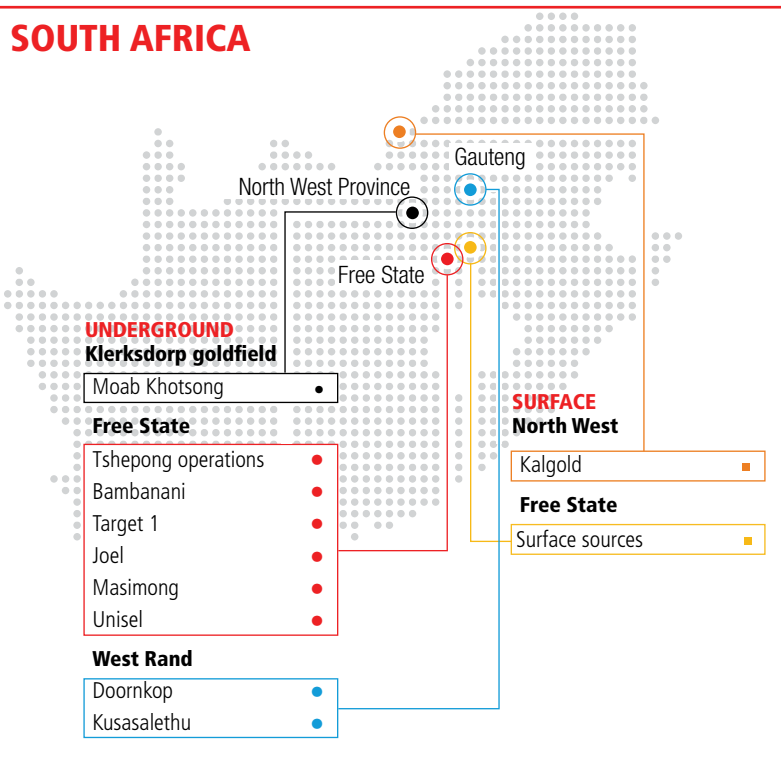 SOUTH AFRICA
Gauteng
North West Province
Free State
UNDERGROUND
Klerksdorp goldfield
Moab Khotsong
Free State
Tshepong operations
Bambanani
Target 1
Joel
Masimong
Unisel
West Rand
Doornkop
Kusasalethu
SURFACE
North West
Kalgold
Free State
Surface sources